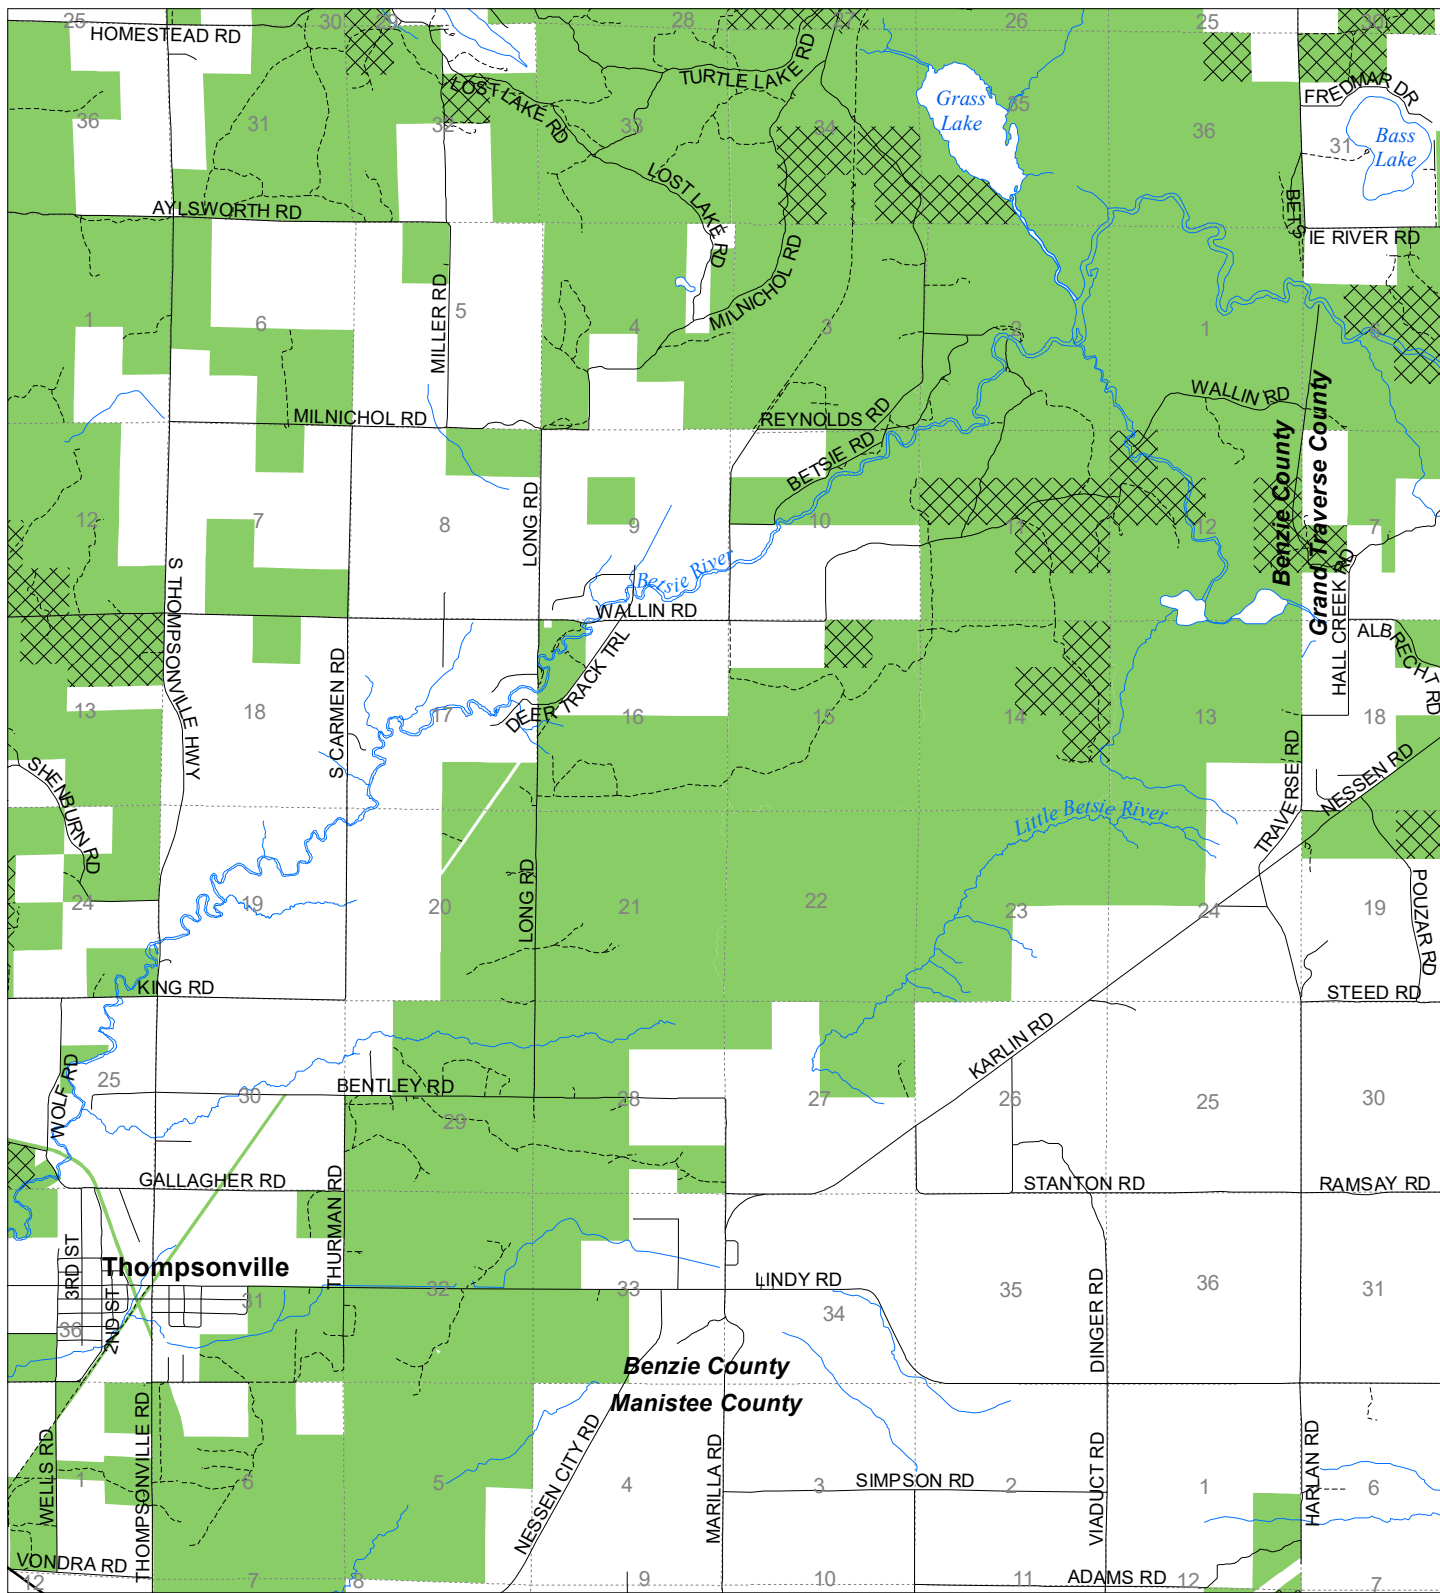 25
30
29
28
27
26
25
30
HOMESTEAD RD
TURTLE LAKE RD
LOST LAKE RD
Grass
Lake
35
FREDMAR DR
Bass
Lake
36
31
32
33
34
36
31
LOST LAKE RD
AYLSWORTH RD
BETSIE RIVER RD
MILNICHOL RD
MILLER RD
1
6
5
4
3
2
1
6
MILNICHOL RD
REYNOLDS RD
WALLIN RD
BETSIE RD
Benzie County
Grand Traverse County
LONG RD
12
7
8
9
10
11
12
7
S THOMPSONVILLE HWY
Betsie River
WALLIN RD
HALL CREEK RD
ALBRECHT RD
DEER TRACK TRL
S CARMEN RD
13
18
17
16
15
14
13
18
SHENBURN RD
TRAVERSE RD
NESSEN RD
Little Betsie River
LONG RD
POUZAR RD
24
19
20
21
22
23
24
19
KING RD
STEED RD
KARLIN RD
WOLF RD
25
30
BENTLEY RD
29
28
27
26
25
30
GALLAGHER RD
THURMAN RD
STANTON RD
RAMSAY RD
3RD ST
Thompsonville
2ND ST
LINDY RD
DINGER RD
36
31
32
33
34
35
36
31
Benzie County
Manistee County
WELLS RD
THOMPSONVILLE RD
NESSEN CITY RD
MARILLA RD
SIMPSON RD
VIADUCT RD
HARLAN RD
1
6
5
4
3
2
1
6
VONDRA RD
ADAMS RD
12
7
8
9
10
11
12
7